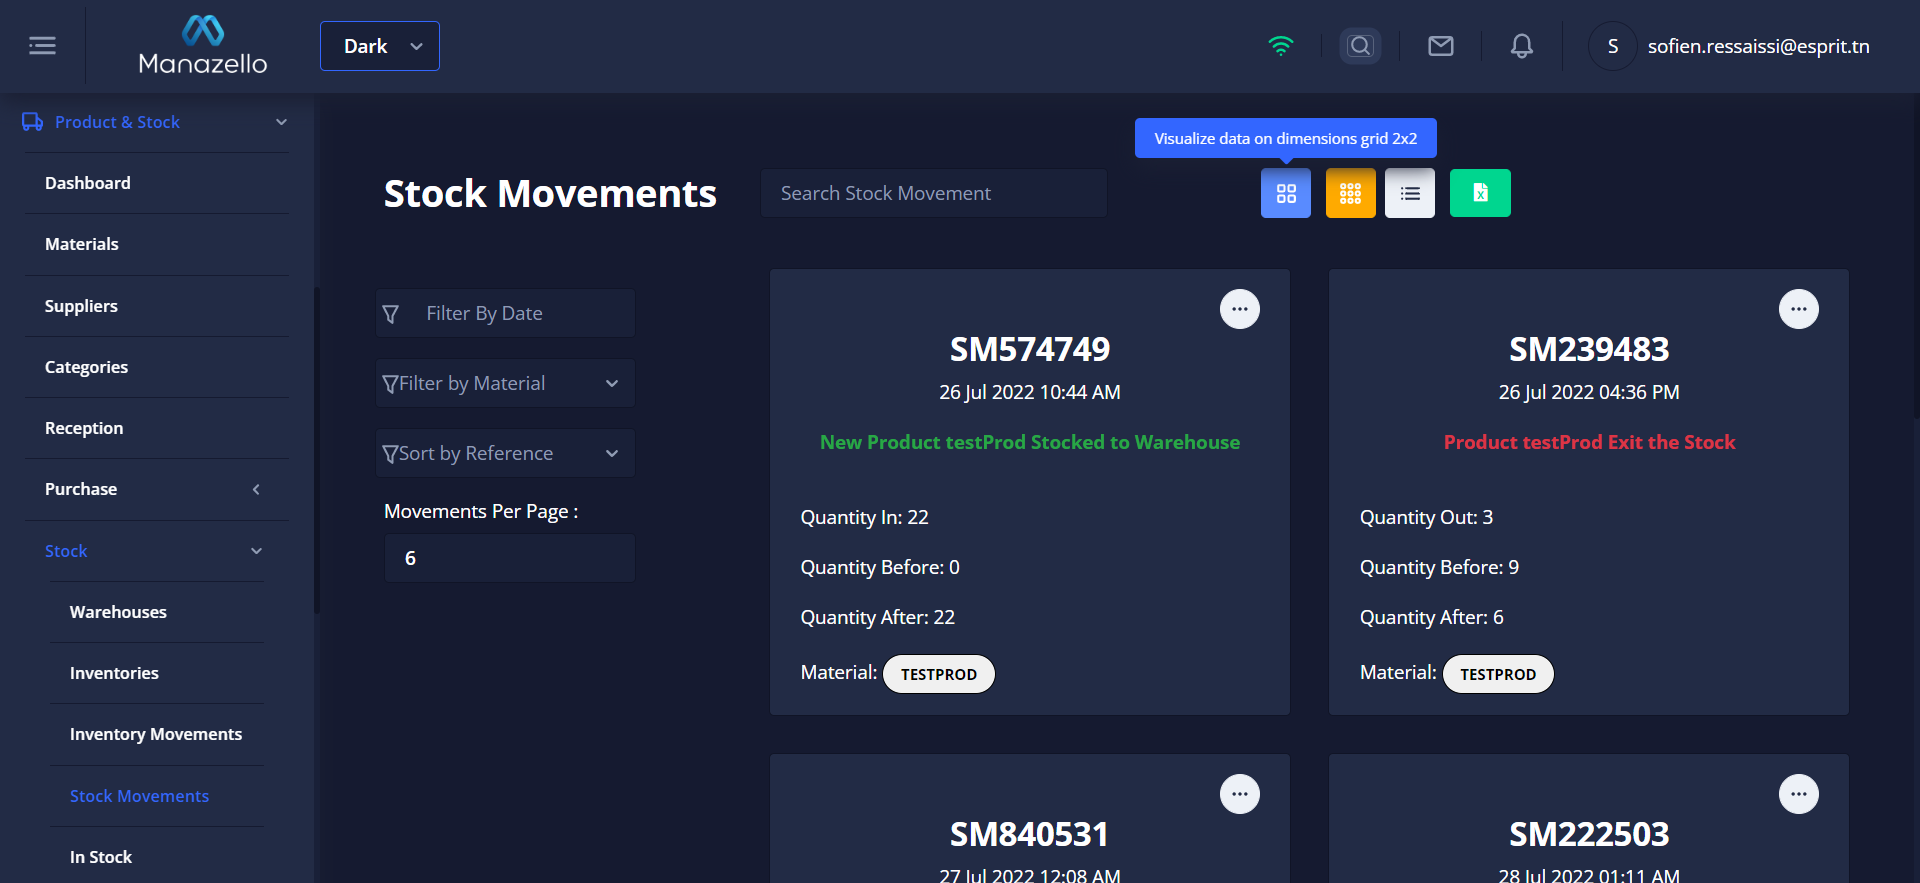 Manazello
Dark
S
sofien.ressaissi@esprit.tn
Product & Stock
Dashboard
Materials
Suppliers
Categories
Reception
Purchase
Stock
Warehouses
Inventories
Inventory Movements
Stock Movements
In Stock
Visualize data on dimensions grid 2x2
Stock Movements
Search Stock Movement
X
Filter By Date
Filter by Material
Sort by Reference
Movements Per Page :
6
SM574749
26 Jul 2022 10:44 AM
New Product testProd Stocked to Warehouse
Quantity In: 22
Quantity Before: 0
Quantity After: 22
Material: TESTPROD
SM239483
26 Jul 2022 04:36 PM
Product testProd Exit the Stock
Quantity Out: 3
Quantity Before: 9
Quantity After: 6
Material: TESTPROD
SM840531
27 Jul 2022 12:08 AM
SM222503
28 Jul 2022 01:11 AM